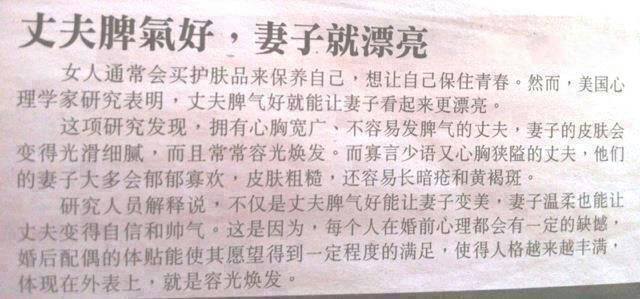 丈夫脾氣好，妻子就漂亮
女人通常会买护肤品来保养自己，想让自己保住青春。然而，美国心
理学家研究表明，丈夫脾气好就能让妻子看起来更漂亮。
这项研究发现，拥有心胸宽广、不容易发脾气的丈夫，妻子的皮肤会
变得光滑细腻，而且常常容光焕发。而寡言少语又心胸狭隘的丈夫，他们
的妻子大多会郁郁寡欢，皮肤粗糙，还容易长暗疮和黄褐斑。
研究人员解释说，不仅是丈夫脾气好能让妻子变美，妻子温柔也能让
丈夫变得自信和帅气。这是因为，每个人在婚前心理都会有一定的缺憾，
婚后配偶的体贴能使其愿望得到一定程度的满足，使得人格越来越丰满，
体现在外表上，就是容光焕发。